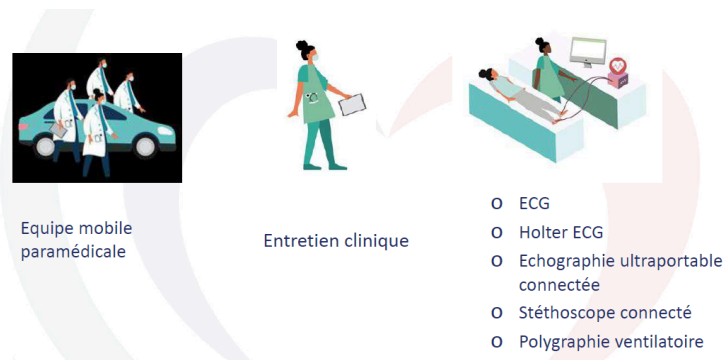 Equipe mobile
paramédicale
Entretien clinique
o ECG
o Holter ECG
o Echographie ultraportable
connectée
o Stéthoscope connecté
o Polygraphie ventilatoire